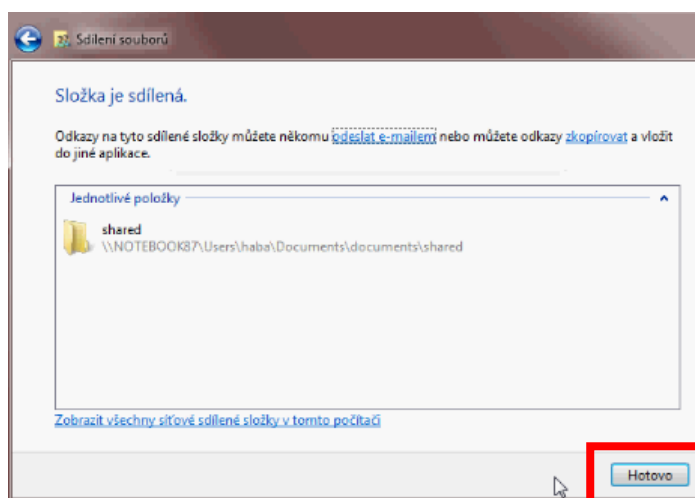 Sdílení souborů
Složka je sdílená.
Odkazy na tyto sdílené složky můžete někomu odeslat e-mailem nebo můžete odkazy zkopírovat a vložit
do jiné aplikace.
Jednotlivé položky
shared
\\NOTEBOOK87\Users\haba\Documents\documents\shared
Zobrazit všechny síťové sdílené složky v tomto počítači
Hotovo